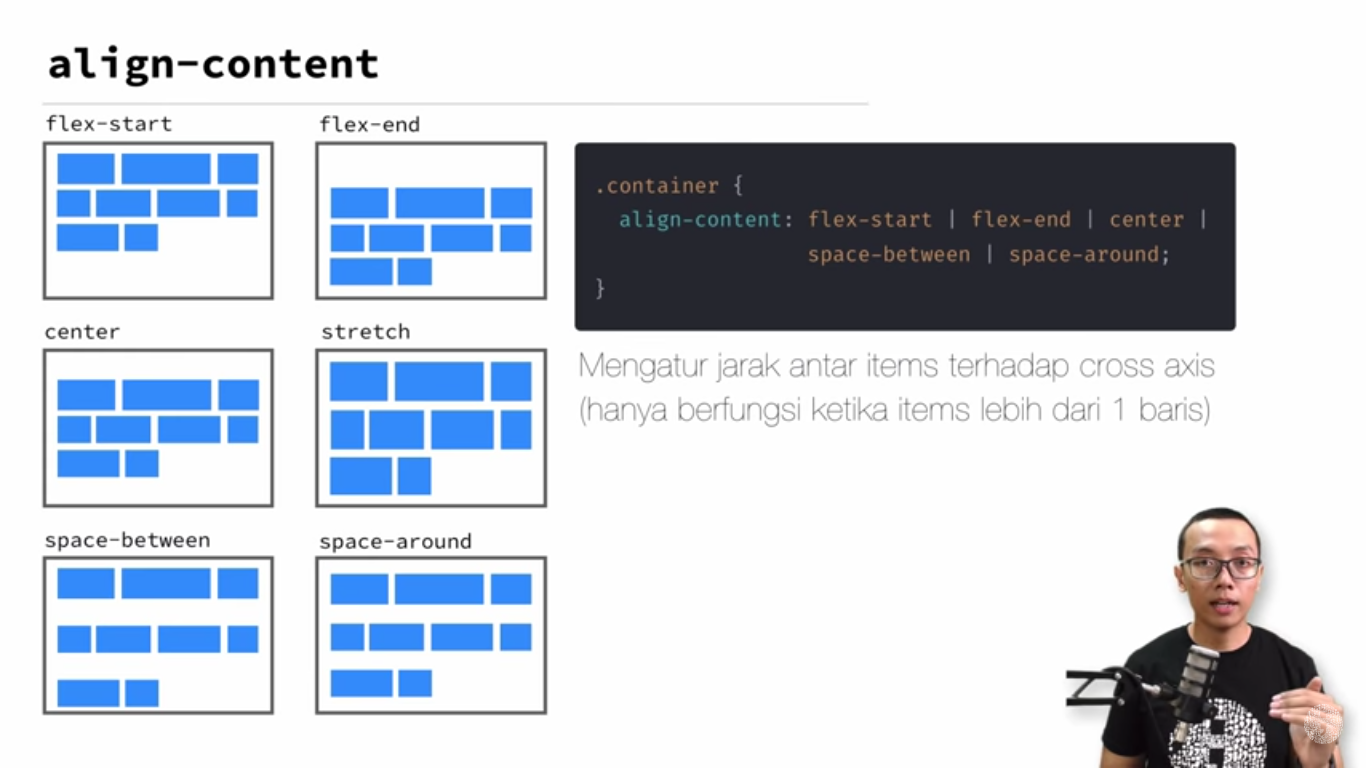 align-content
flex-start
flex-end
.container {
align-content: flex-start | flex-end | center |
space-between | space-around;
}
center
stretch
Mengatur jarak antar items terhadap cross axis
(hanya berfungsi ketika items lebih dari 1 baris)
space-between
space-around